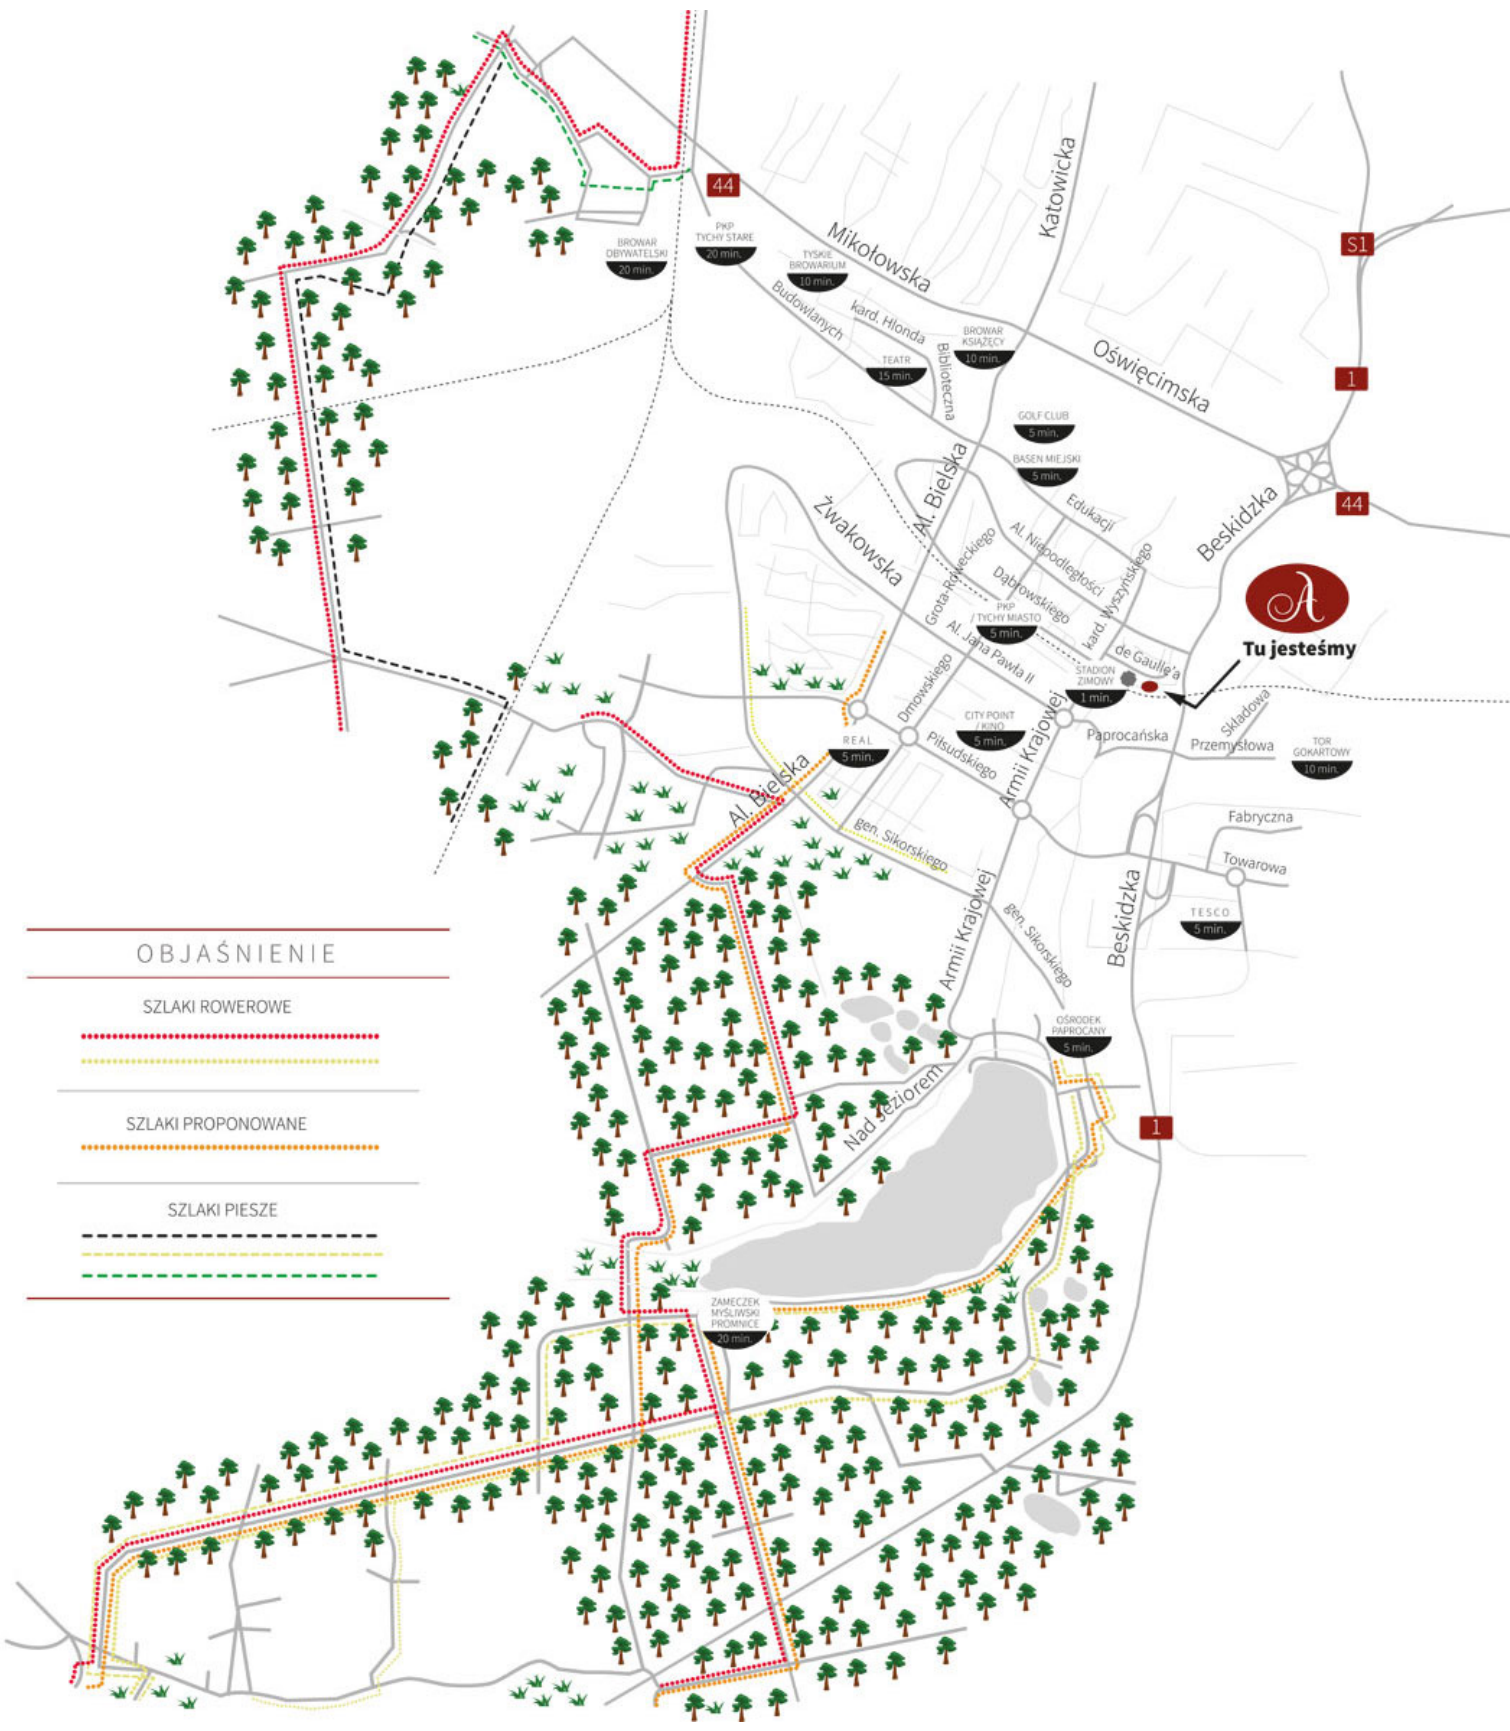 44
S1
Katowicka
Mikołowska
BROWAR
OBYWATELSKI
20 min.
PKP
TYCHY STARE
20 min.
TYSKIE
BROWARIUM
10 min.
Budowlanych
kard. Hlonda
Biblioteczna
BROWAR
KSIĄŻĘCY
10 min.
TEATR
15 min.
Oświęcimska
1
GOLF CLUB
5 min.
BASEN MIEJSKI
5 min.
Al. Bielska
Edukacji
44
Beskidzka
Żwakowska
Grota-Roweckiego
Al. Niepodległości
Dąbrowskiego
kard. Wyszyńskiego
PKP
/ TYCHY MIASTO
5 min.
Al. Jana Pawła II
de Gaulle'a
A
Tu jesteśmy
STADION
ZIMOWY
1 min.
Dmowskiego
CITY POINT
/ KINO
5 min.
Armii Krajowej
REAL
5 min.
Piłsudskiego
Paprocańska
Składowa
Przemysłowa
TOR
GOKARTOWY
10 min.
Al. Bielska
gen. Sikorskiego
Fabryczna
Towarowa
Armii Krajowej
gen. Sikorskiego
Beskidzka
TESCO
5 min.
OŚRODEK
PAPROCANY
5 min.
Nad Jeziorem
1
ZAMECZEK
MYŚLIWSKI
PROMNICE
20 min.
OBJAŚNIENIE
SZLAKI ROWEROWE
SZLAKI PROPONOWANE
SZLAKI PIESZE